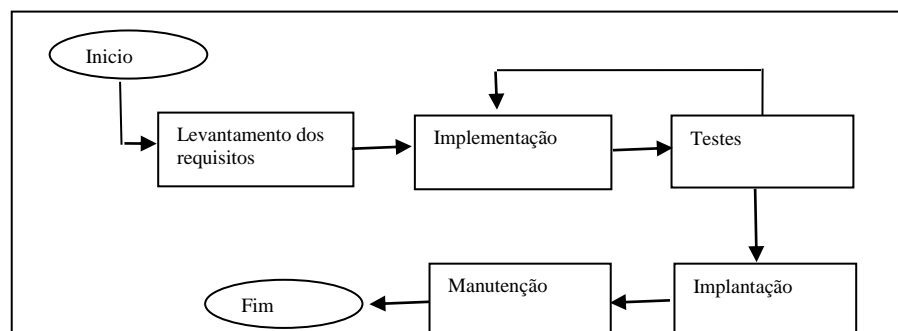 Inicio
Levantamento dos
requisitos
Implementação
Testes
Implantação
Manutenção
Fim